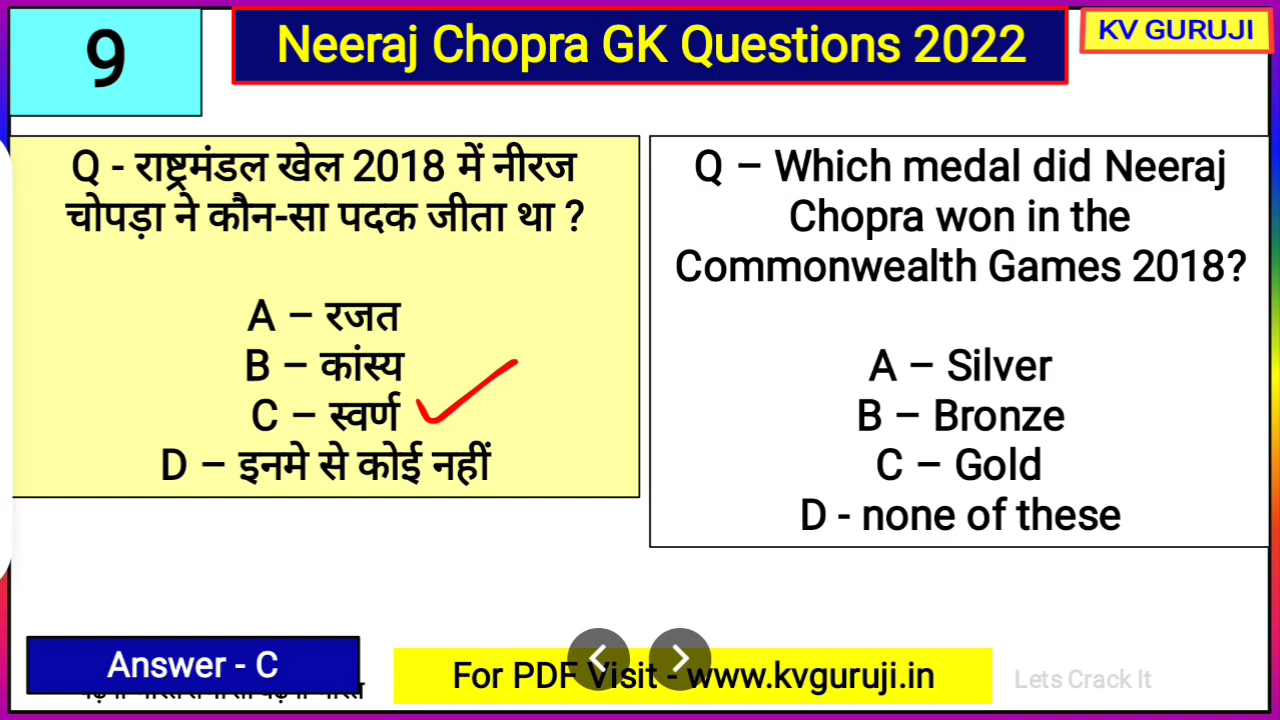 9
Neeraj Chopra GK Questions 2022
KV GURUJI
Q - राष्ट्रमंडल खेल 2018 में नीरज
चोपड़ा ने कौन-सा पदक जीता था ?
A – रजत
B – कांस्य
C – स्वर्ण
D – इनमे से कोई नहीं
Q – Which medal did Neeraj
Chopra won in the
Commonwealth Games 2018?
A – Silver
B – Bronze
C – Gold
D - none of these
Answer - C
For PDF Visit - www.kvguruji.in
Lets Crack It